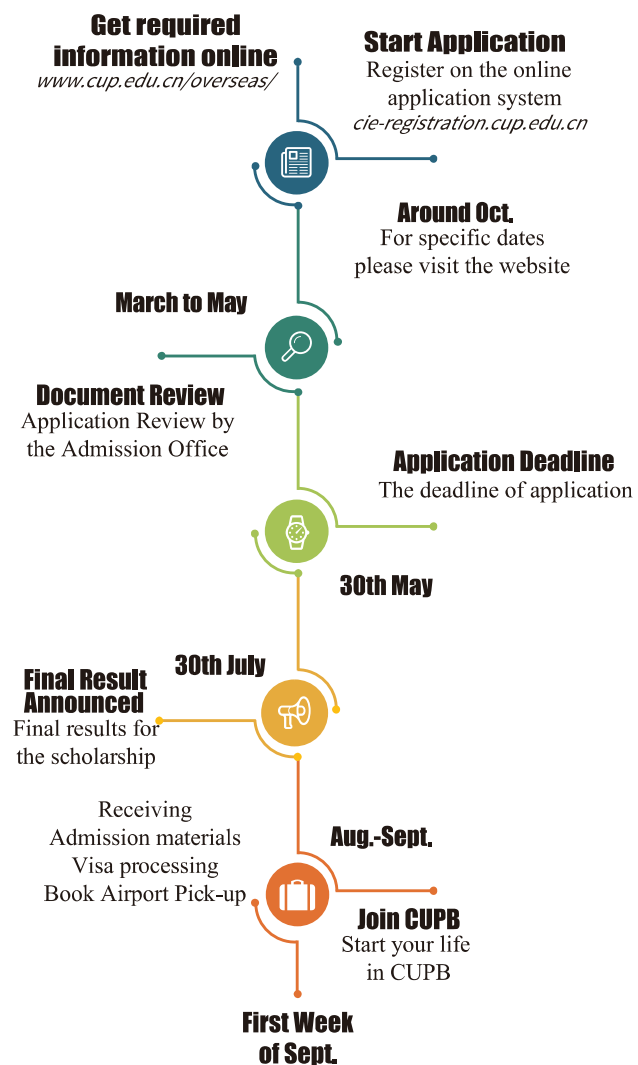 Get required
information online
www.cup.edu.cn/overseas/
Start Application
Register on the online
application system
cie-registration.cup.edu.cn
Around Oct.
For specific dates
please visit the website
March to May
Document Review
Application Review by
the Admission Office
Application Deadline
The deadline of application
30th May
30th July
Final Result
Announced
Final results for
the scholarship
Receiving
Admission materials
Visa processing
Book Airport Pick-up
Aug.-Sept.
Join CUPB
Start your life
in CUPB
First Week
of Sept.